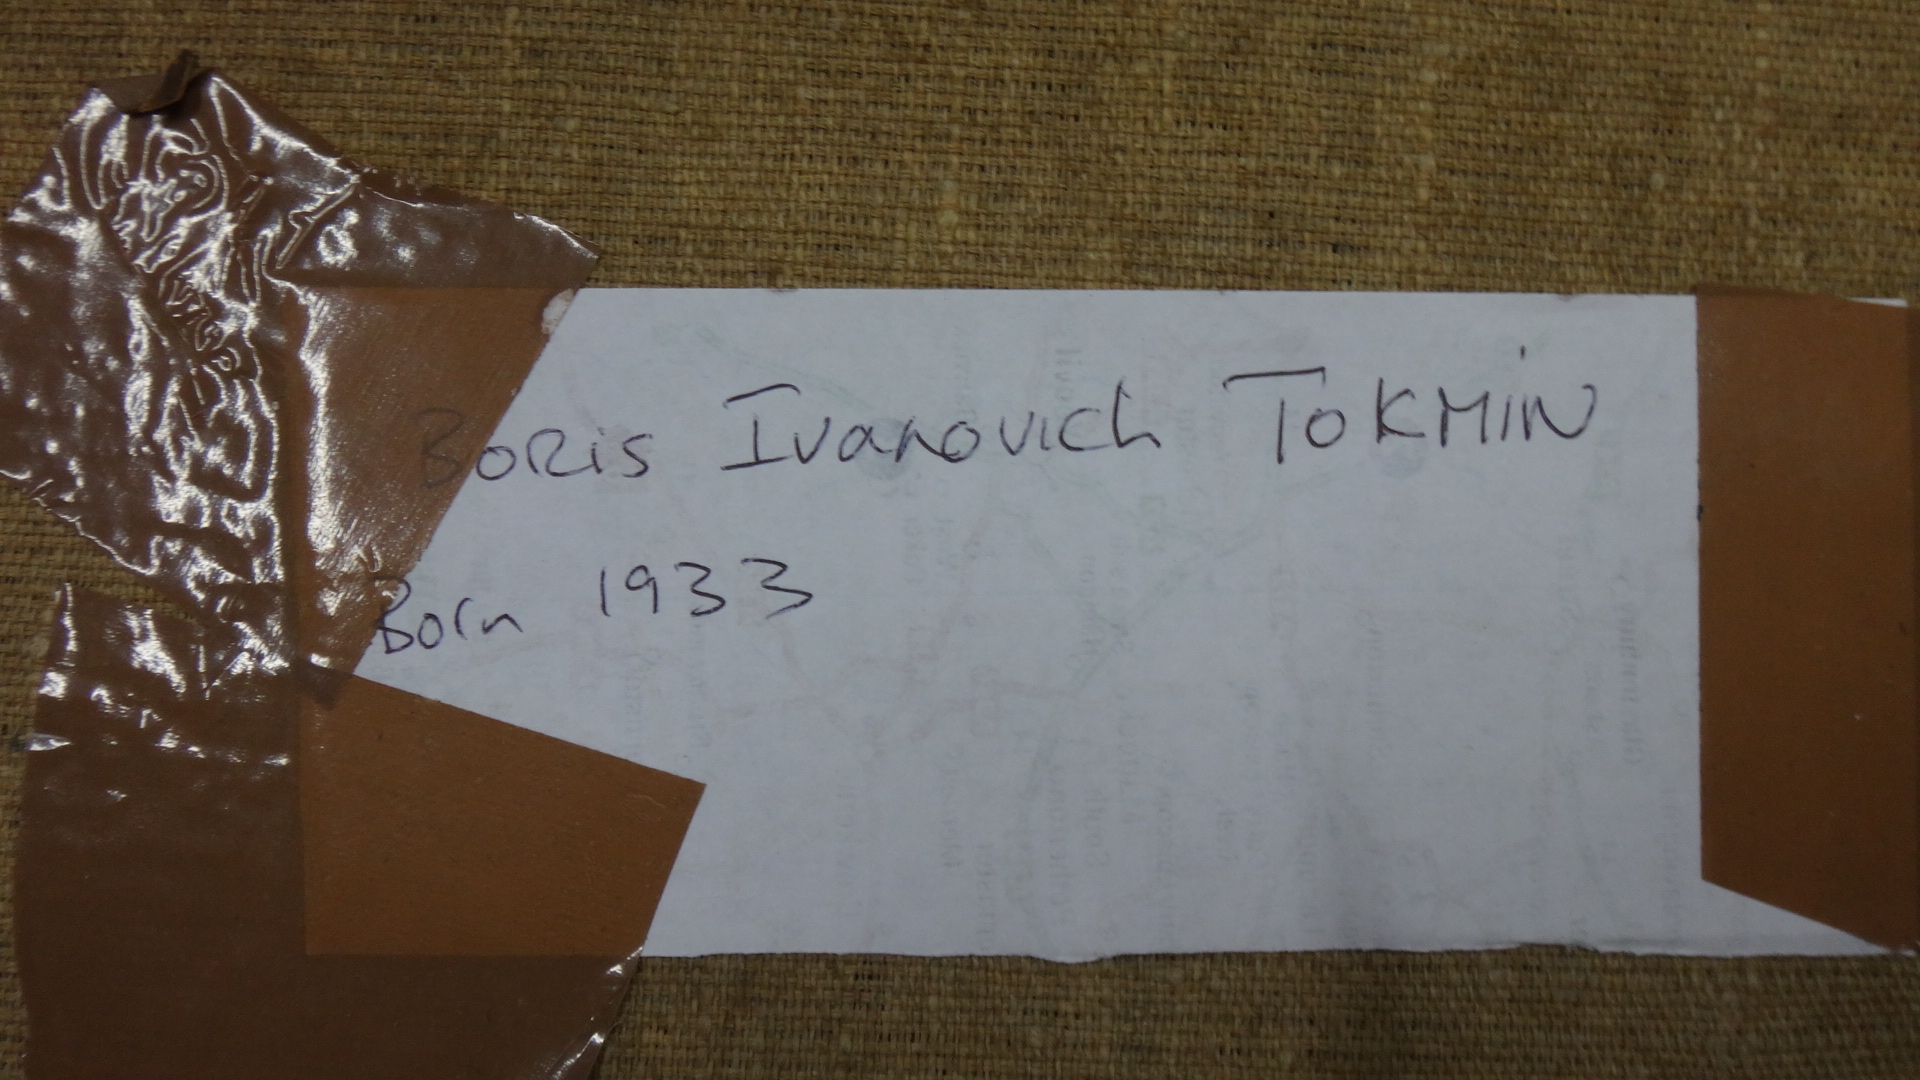 Boris Ivanovich TOKMIN
Born 1933